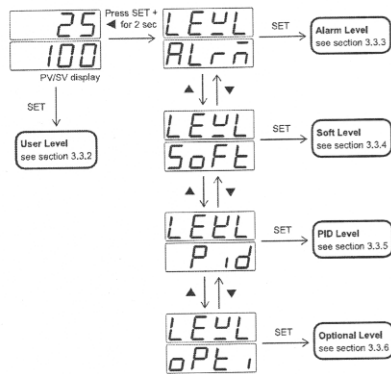 25
100
PV/SV display
SET
User Level
see section 3.3.2
Press SET +
◄ for 2 sec
LEVL
ALrm
SET
Alarm Level
see section 3.3.3
▲ ▼
LEVL
SoFt
SET
Soft Level
see section 3.3.4
▲ ▼
LEVL
Pid
SET
PID Level
see section 3.3.5
▲ ▼
LEVL
oPti
SET
Optional Level
see section 3.3.6